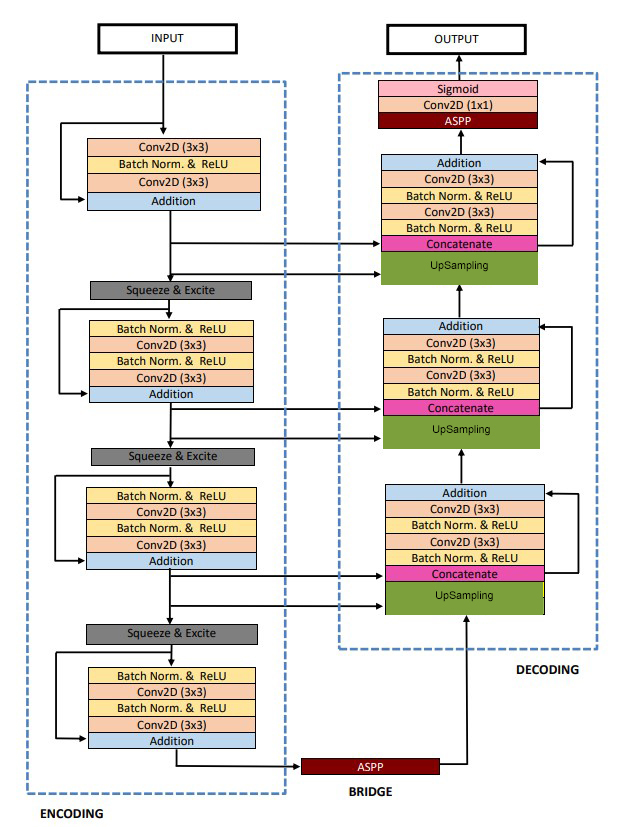 INPUT
Conv2D (3x3)
Batch Norm. & ReLU
Conv2D (3x3)
Addition
Squeeze & Excite
Batch Norm. & ReLU
Conv2D (3x3)
Batch Norm. & ReLU
Conv2D (3x3)
Addition
Squeeze & Excite
Batch Norm. & ReLU
Conv2D (3x3)
Batch Norm. & ReLU
Conv2D (3x3)
Addition
Squeeze & Excite
Batch Norm. & ReLU
Conv2D (3x3)
Batch Norm. & ReLU
Conv2D (3x3)
Addition
ENCODING
ASPP
BRIDGE
OUTPUT
Sigmoid
Conv2D (1x1)
ASPP
Addition
Conv2D (3x3)
Batch Norm. & ReLU
Conv2D (3x3)
Batch Norm. & ReLU
Concatenate
UpSampling
Addition
Conv2D (3x3)
Batch Norm. & ReLU
Conv2D (3x3)
Batch Norm. & ReLU
Concatenate
UpSampling
Addition
Conv2D (3x3)
Batch Norm. & ReLU
Conv2D (3x3)
Batch Norm. & ReLU
Concatenate
UpSampling
DECODING